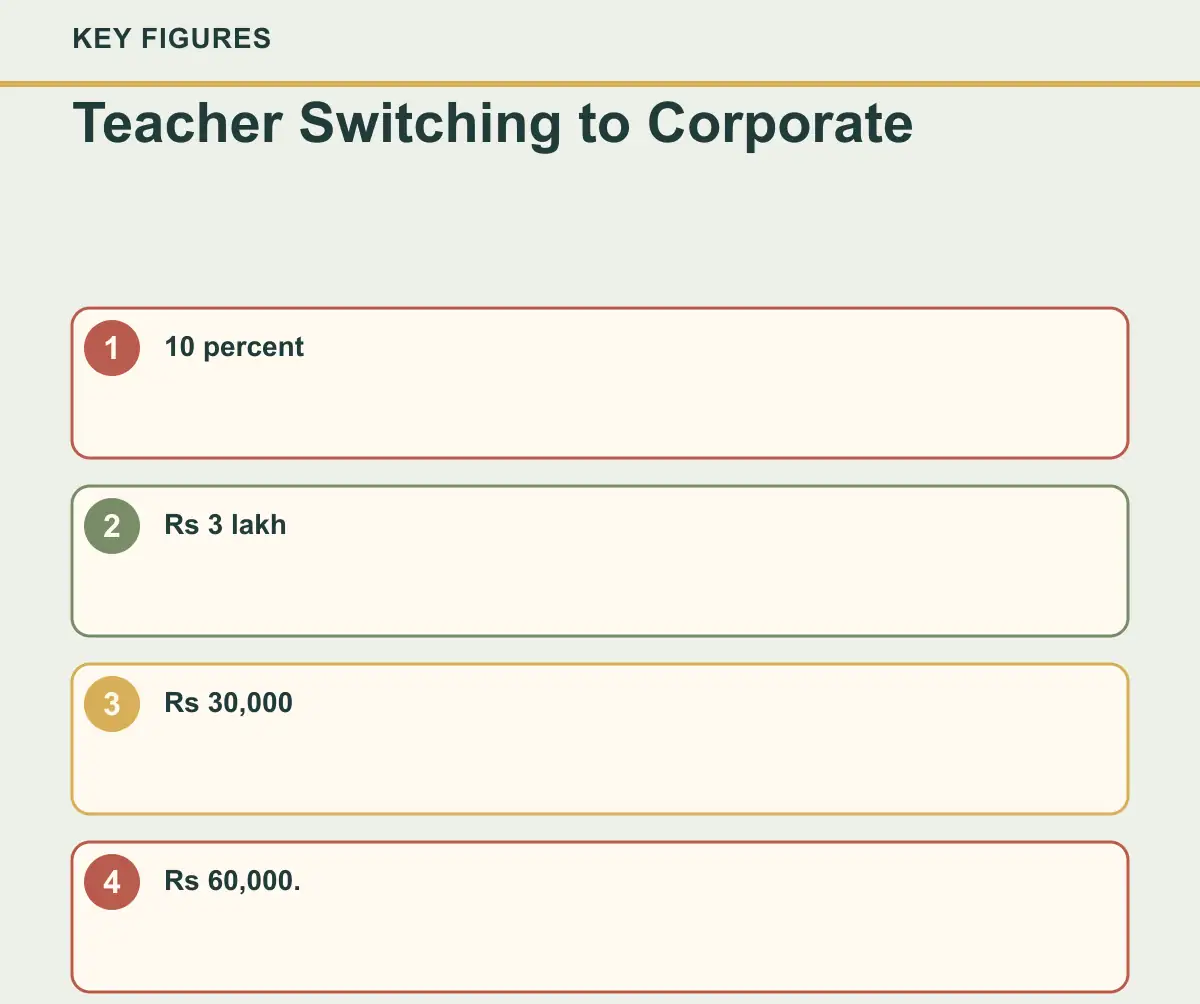 KEY FIGURES
Teacher Switching to Corporate
1
10 percent
2
Rs 3 lakh
3
Rs 30,000
4
Rs 60,000.